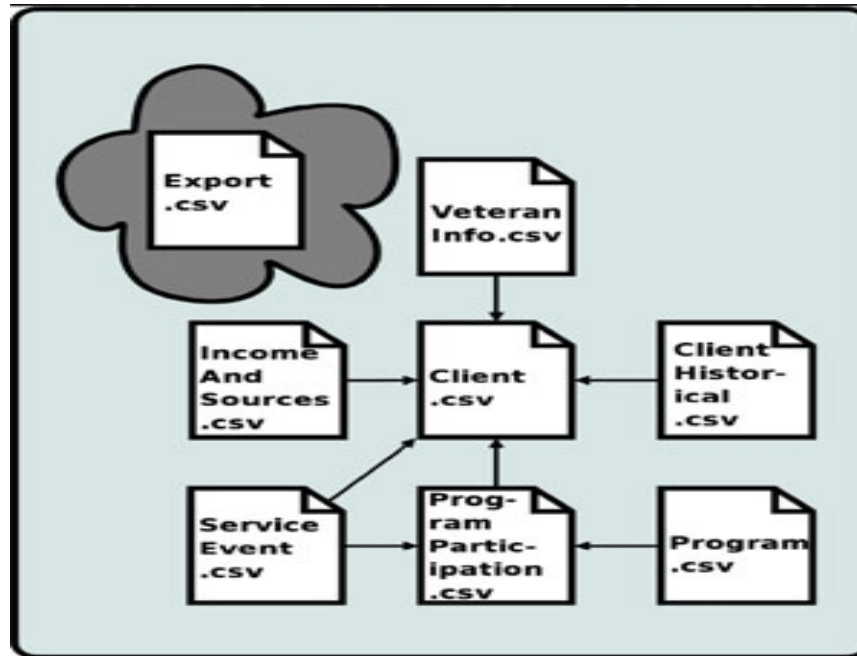 Export
.csv
Veteran
Info.csv
Income
And
Sources
.csv
Client
.csv
Client
Histor-
ical
.csv
Service
Event
.csv
Prog-
ram
Partic-
ipation
.csv
Program
.csv